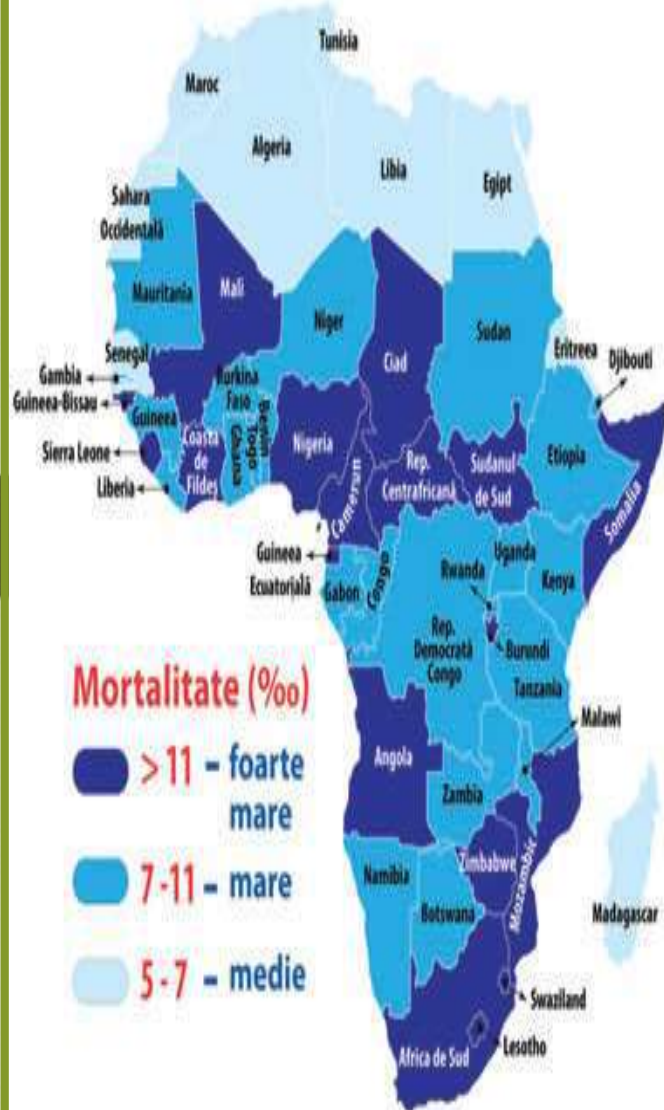 Tunisia
Maroc
Algeria
Libia
Egipt
Sahara
Occidentală
Mauritania
Mali
Niger
Ciad
Sudan
Eritreea
Djibouti
Senegal
Gambia
Guineea-Bissau
Guineea
Burkina
Faso
Benin
Togo
Ghana
Coasta
de
Fildeș
Sierra Leone
Liberia
Nigeria
Camerun
Rep.
Centrafricană
Sudanul
de Sud
Etiopia
Somalia
Guineea
Ecuatorială
Gabon
Congo
Rwanda
Uganda
Kenya
Rep.
Democrată
Congo
Burundi
Tanzania
Malawi
Mortalitate (‰)
> 11 – foarte
mare
7 -11 – mare
5 - 7 – medie
Angola
Zambia
Zimbabwe
Mozambic
Namibia
Botswana
Madagascar
Swaziland
Lesotho
Africa de Sud